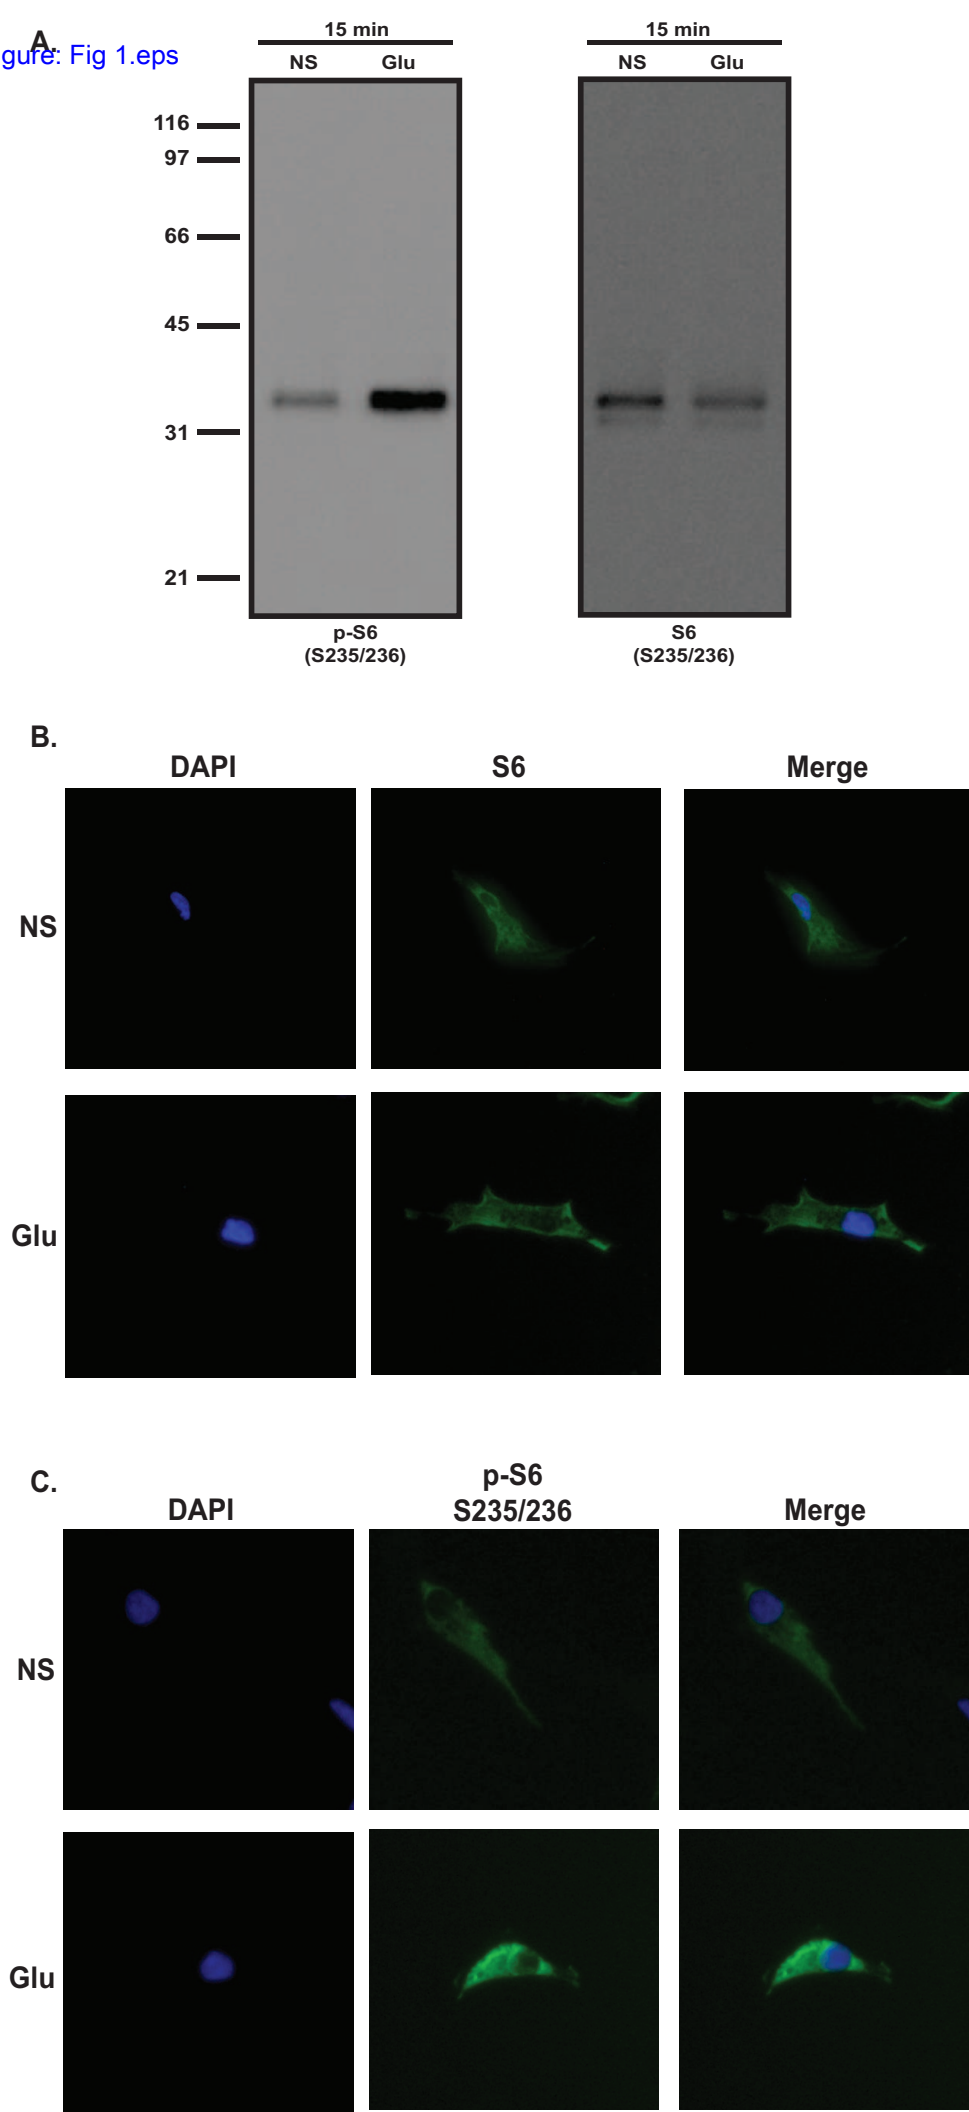 A.
gure: Fig 1.eps
15 min
NS Glu
15 min
NS Glu
116
97
66
45
31
21
p-S6
(S235/236)
S6
(S235/236)
B.
DAPI S6 Merge
NS
Glu
C.
DAPI p-S6
S235/236 Merge
NS
Glu